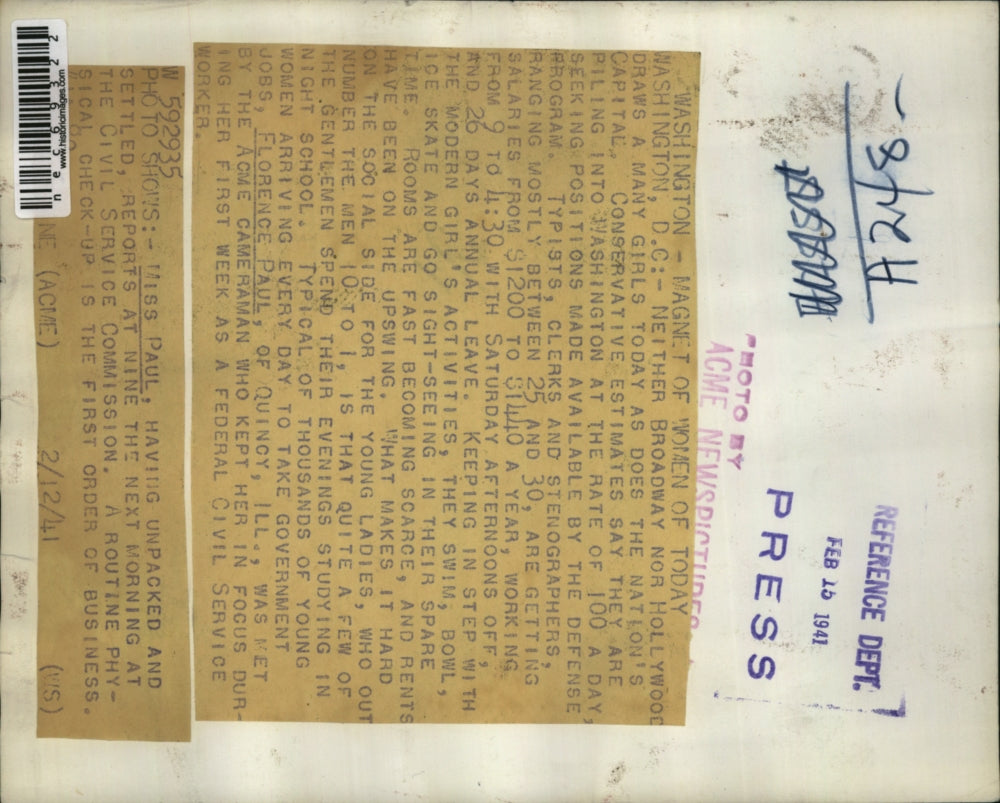 A248-
REFERENCE DEPT.
FEB 16 1941
PRESS
PHOTO BY
ACME NEWSPICTURES
WASHINGTON - MAGNET OF WOMEN OF TODAY
WASHINGTON, D.C:- NEITHER BROADWAY NOR HOLLYWOOD
DRAWS A MANY GIRLS TODAY AS DOES THE NATION'S
CAPITAL. CONSERVATIVE ESTIMATES SAY THEY ARE
PILING INTO WASHINGTON AT THE RATE OF 100 A DAY,
SEEKING POSITIONS MADE AVAILABLE BY THE DEFENSE
PROGRAM. TYPISTS, CLERKS AND STENOGRAPHERS,
RANGING MOSTLY BETWEEN 25 AND 30, ARE GETTING
SALARIES FROM $1200 TO $1440 A YEAR, WORKING
FROM 9 TO 4:30 WITH SATURDAY AFTERNOONS OFF,
AND 26 DAYS ANNUAL LEAVE. KEEPING IN STEP WITH
THE MODERN GIRL'S ACTIVITIES, THEY SWIM, BOWL,
ICE SKATE AND GO SIGHT-SEEING IN THEIR SPARE
TIME. ROOMS ARE FAST BECOMING SCARCE, AND RENTS
HAVE BEEN ON THE UPSWING. WHAT MAKES IT HARD
ON THE SOCIAL SIDE FOR THE YOUNG LADIES, WHO OUT
NUMBER THE MEN 10 TO 1, IS THAT QUITE A FEW OF
THE GENTLEMEN SPEND THEIR EVENINGS STUDYING IN
NIGHT SCHOOL. TYPICAL OF THOUSANDS OF YOUNG
WOMEN ARRIVING EVERY DAY TO TAKE GOVERNMENT
JOBS, FLORENCE PAUL, OF QUINCY, ILL., WAS MET
BY THE ACME CAMERAMAN WHO KEPT HER IN FOCUS DUR-
ING HER FIRST WEEK AS A FEDERAL CIVIL SERVICE
WORKER.
W 592935
PHOTO SHOWS:- MISS PAUL, HAVING UNPACKED AND
SETTLED, REPORTS AT NINE THE NEXT MORNING AT
THE CIVIL SERVICE COMMISSION. A ROUTINE PHY-
SICAL CHECK-UP IS THE FIRST ORDER OF BUSINESS.
NE (ACME) 2/12/41 (WS)
www.historicimages.com
nec69322